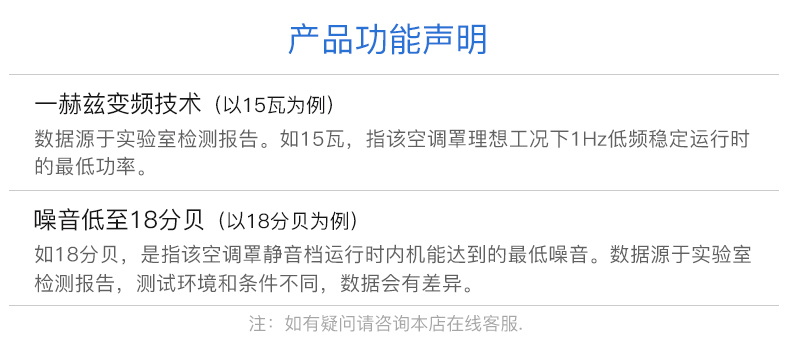 产品功能声明
一赫兹变频技术（以15瓦为例）
数据源于实验室检测报告。如15瓦，指该空调罩理想工况下1Hz低频稳定运行时
的最低功率。
噪音低至18分贝（以18分贝为例）
如18分贝，是指该空调罩静音档运行时内机能达到的最低噪音。数据源于实验室
检测报告，测试环境和条件不同，数据会有差异。
注：如有疑问请咨询本店在线客服.